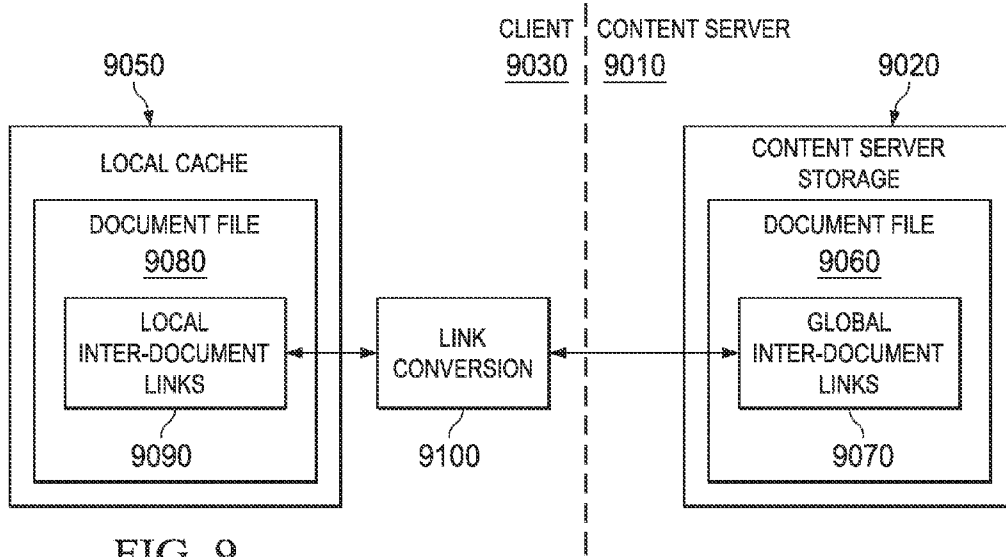 CLIENT CONTENT SERVER
9030 9010
9050
9020
LOCAL CACHE
CONTENT SERVER
STORAGE
DOCUMENT FILE
9080
DOCUMENT FILE
9060
LOCAL
INTER-DOCUMENT
LINKS
LINK
CONVERSION
GLOBAL
INTER-DOCUMENT
LINKS
9090
9100
9070
FIG. 9